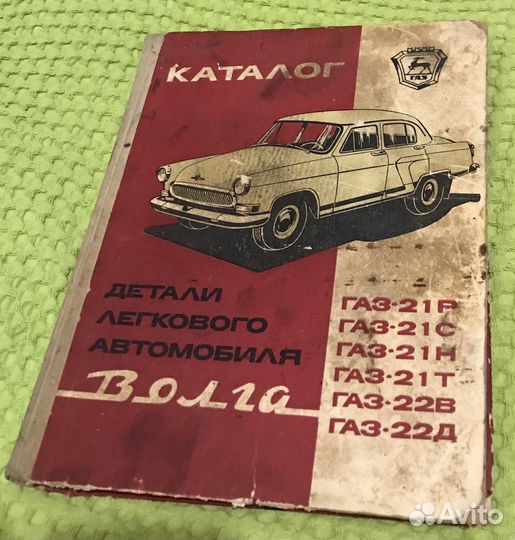 КАТАЛОГ
ГАЗ
ДЕТАЛИ
ЛЕГКОВОГО
АВТОМОБИЛЯ
Волга
ГАЗ-21Р
ГАЗ-21С
ГАЗ-21Н
ГАЗ-21Т
ГАЗ-22В
ГАЗ-22Д
Avito